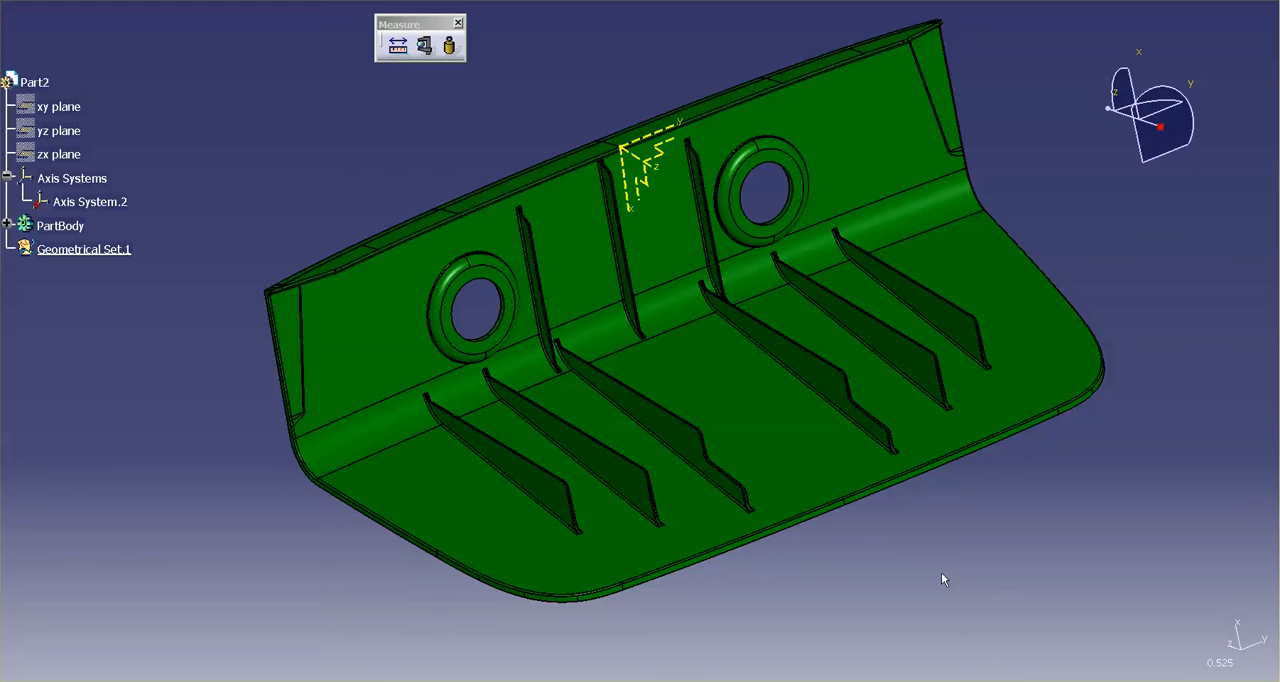 Measure
Part2
xy plane
yz plane
zx plane
Axis Systems
Axis System.2
PartBody
Geometrical Set.1
x
y
z
y
z
x
x
y
z
0.525